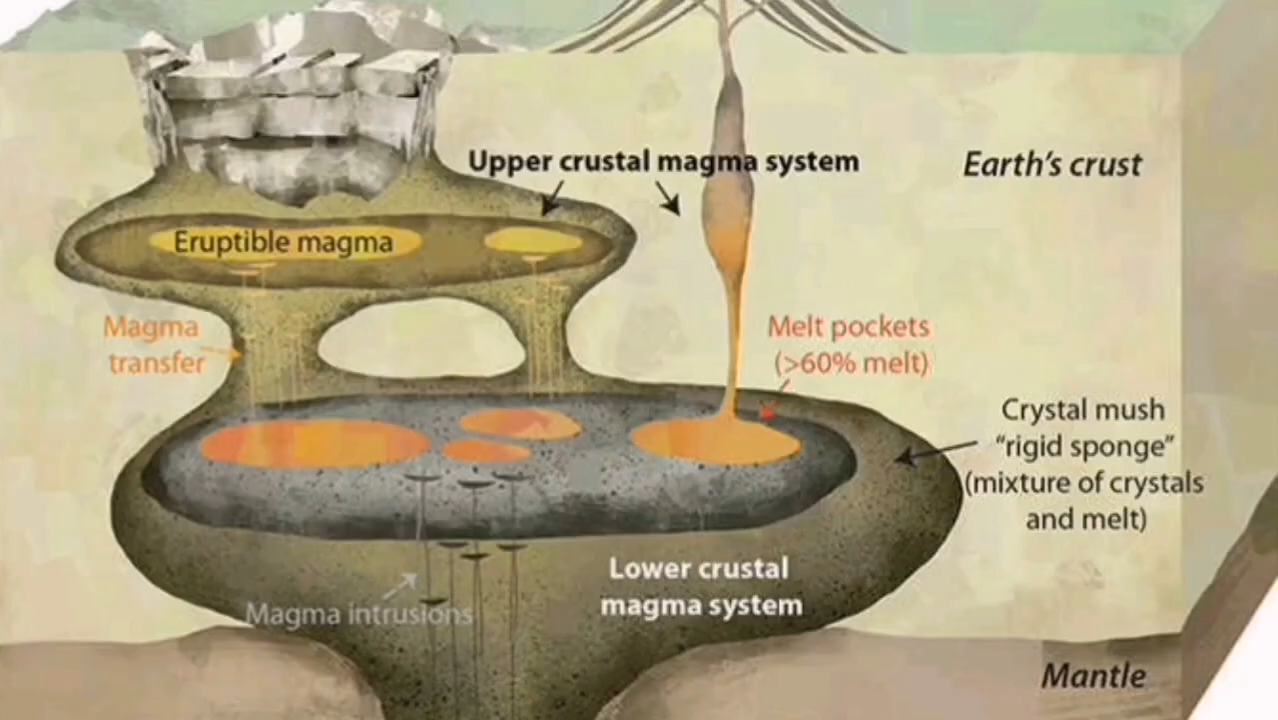 Upper crustal magma system
Earth's crust
Eruptible magma
Magma
transfer
Melt pockets
(>60% melt)
Crystal mush
"rigid sponge"
(mixture of crystals
and melt)
Lower crustal
magma system
Magma intrusions
Mantle